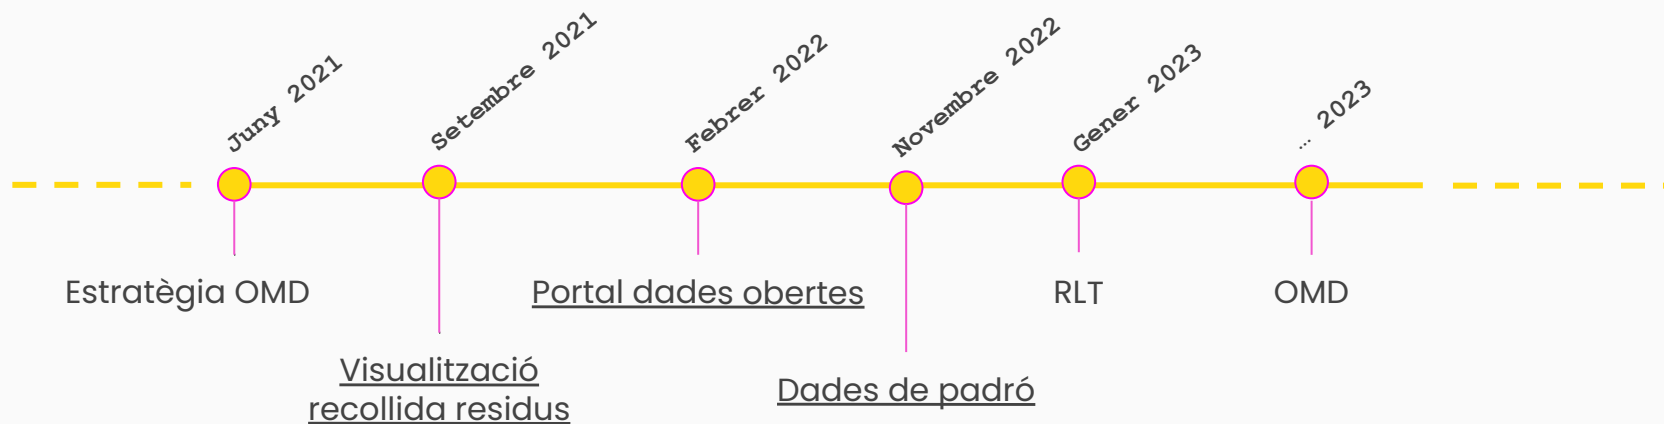 Juny 2021
Setembre 2021
Febrer 2022
Novembre 2022
Gener 2023
… 2023
Estratègia OMD
Visualització
recollida residus
Portal dades obertes
Dades de padró
RLT
OMD